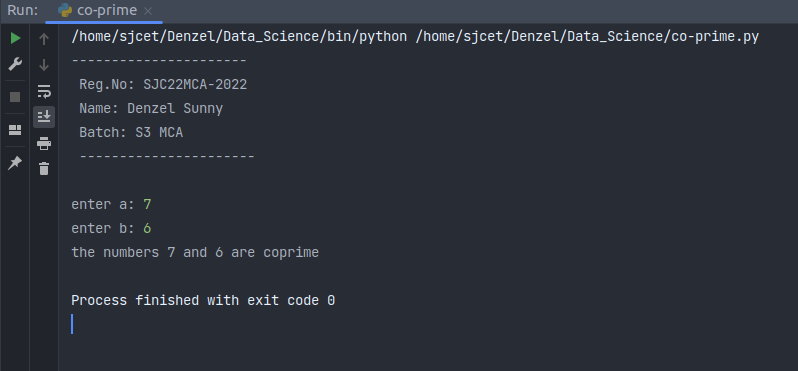 Run: co-prime
/home/sjcet/Denzel/Data_Science/bin/python /home/sjcet/Denzel/Data_Science/co-prime.py
----------------------
Reg.No: SJC22MCA-2022
Name: Denzel Sunny
Batch: S3 MCA
----------------------
enter a: 7
enter b: 6
the numbers 7 and 6 are coprime
Process finished with exit code 0